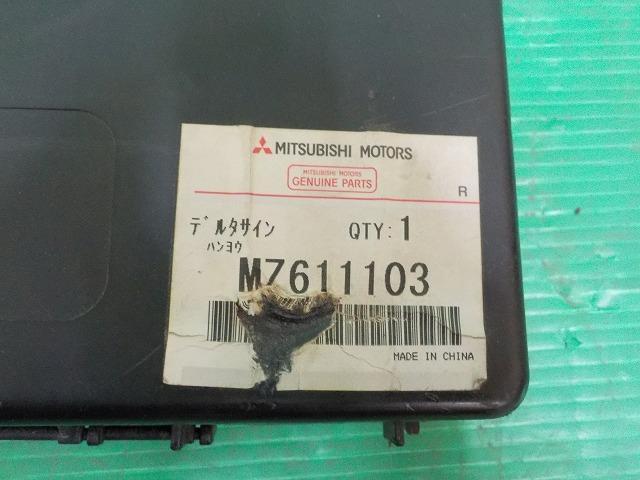 MITSUBISHI MOTORS
MITSUBISHI MOTORS
GENUINE PARTS
R
デルタサイン QTY: 1
ハンヨウ
MZ611103
MADE IN CHINA